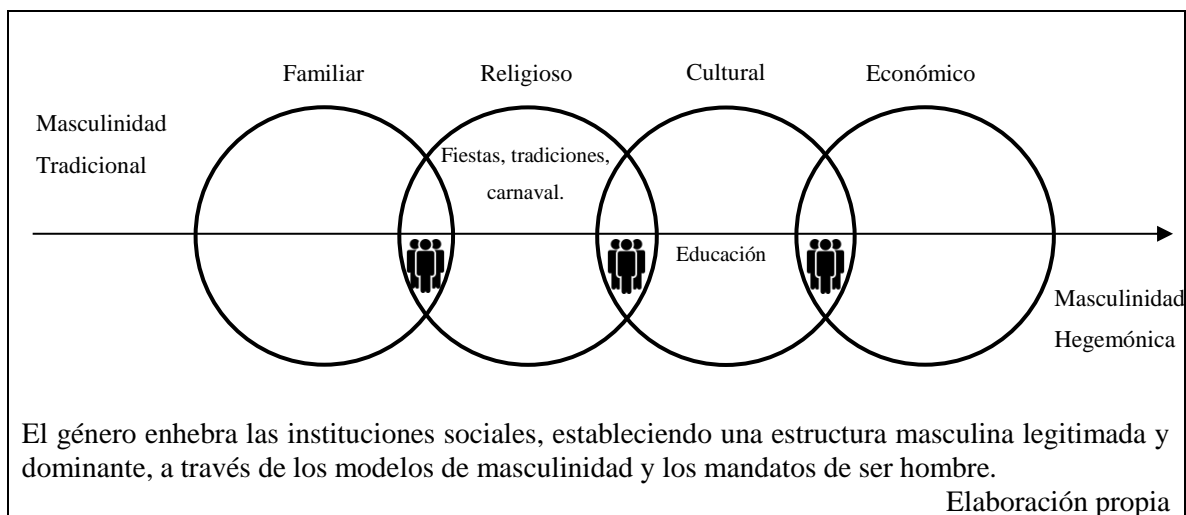 Familiar
Religioso
Cultural
Económico
Masculinidad
Tradicional
Fiestas, tradiciones,
carnaval.
Educación
Masculinidad
Hegemónica
El género enhebra las instituciones sociales, estableciendo una estructura masculina legitimada y
dominante, a través de los modelos de masculinidad y los mandatos de ser hombre.
Elaboración propia